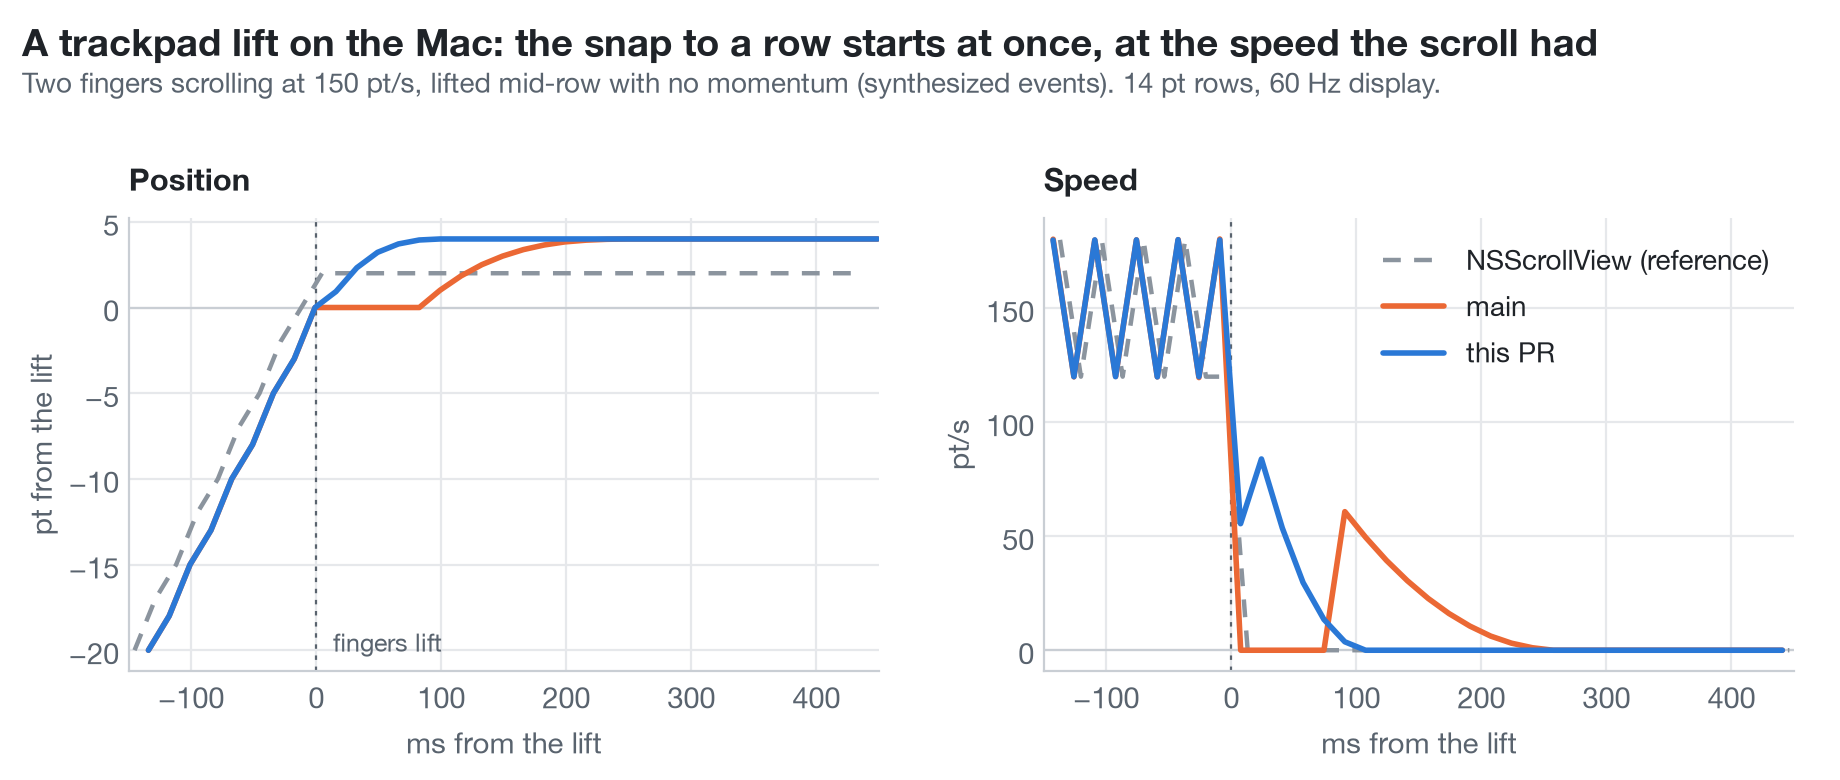 A trackpad lift on the Mac: the snap to a row starts at once, at the speed the scroll had
Two fingers scrolling at 150 pt/s, lifted mid-row with no momentum (synthesized events). 14 pt rows, 60 Hz display.
Position
5
0
−5
−10
−15
−20
pt from the lift
fingers lift
−100 0 100 200 300 400
ms from the lift
Speed
NSScrollView (reference)
main
this PR
150
100
50
0
pt/s
−100 0 100 200 300 400
ms from the lift